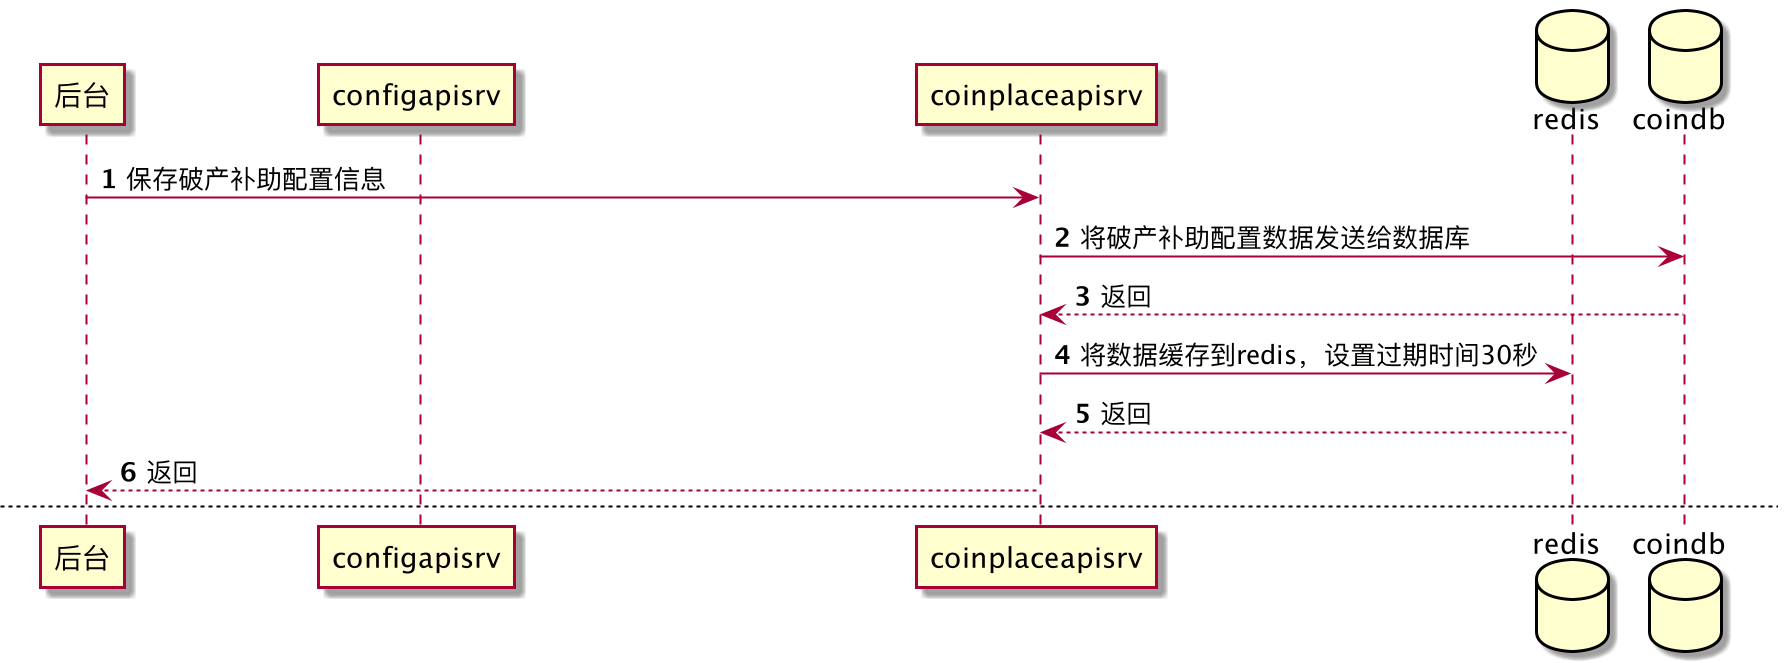 后台
configapisrv
coinplaceapisrv
redis
coindb
1 保存破产补助配置信息
2 将破产补助配置数据发送给数据库
3 返回
4 将数据缓存到redis，设置过期时间30秒
5 返回
6 返回
后台
configapisrv
coinplaceapisrv
redis
coindb